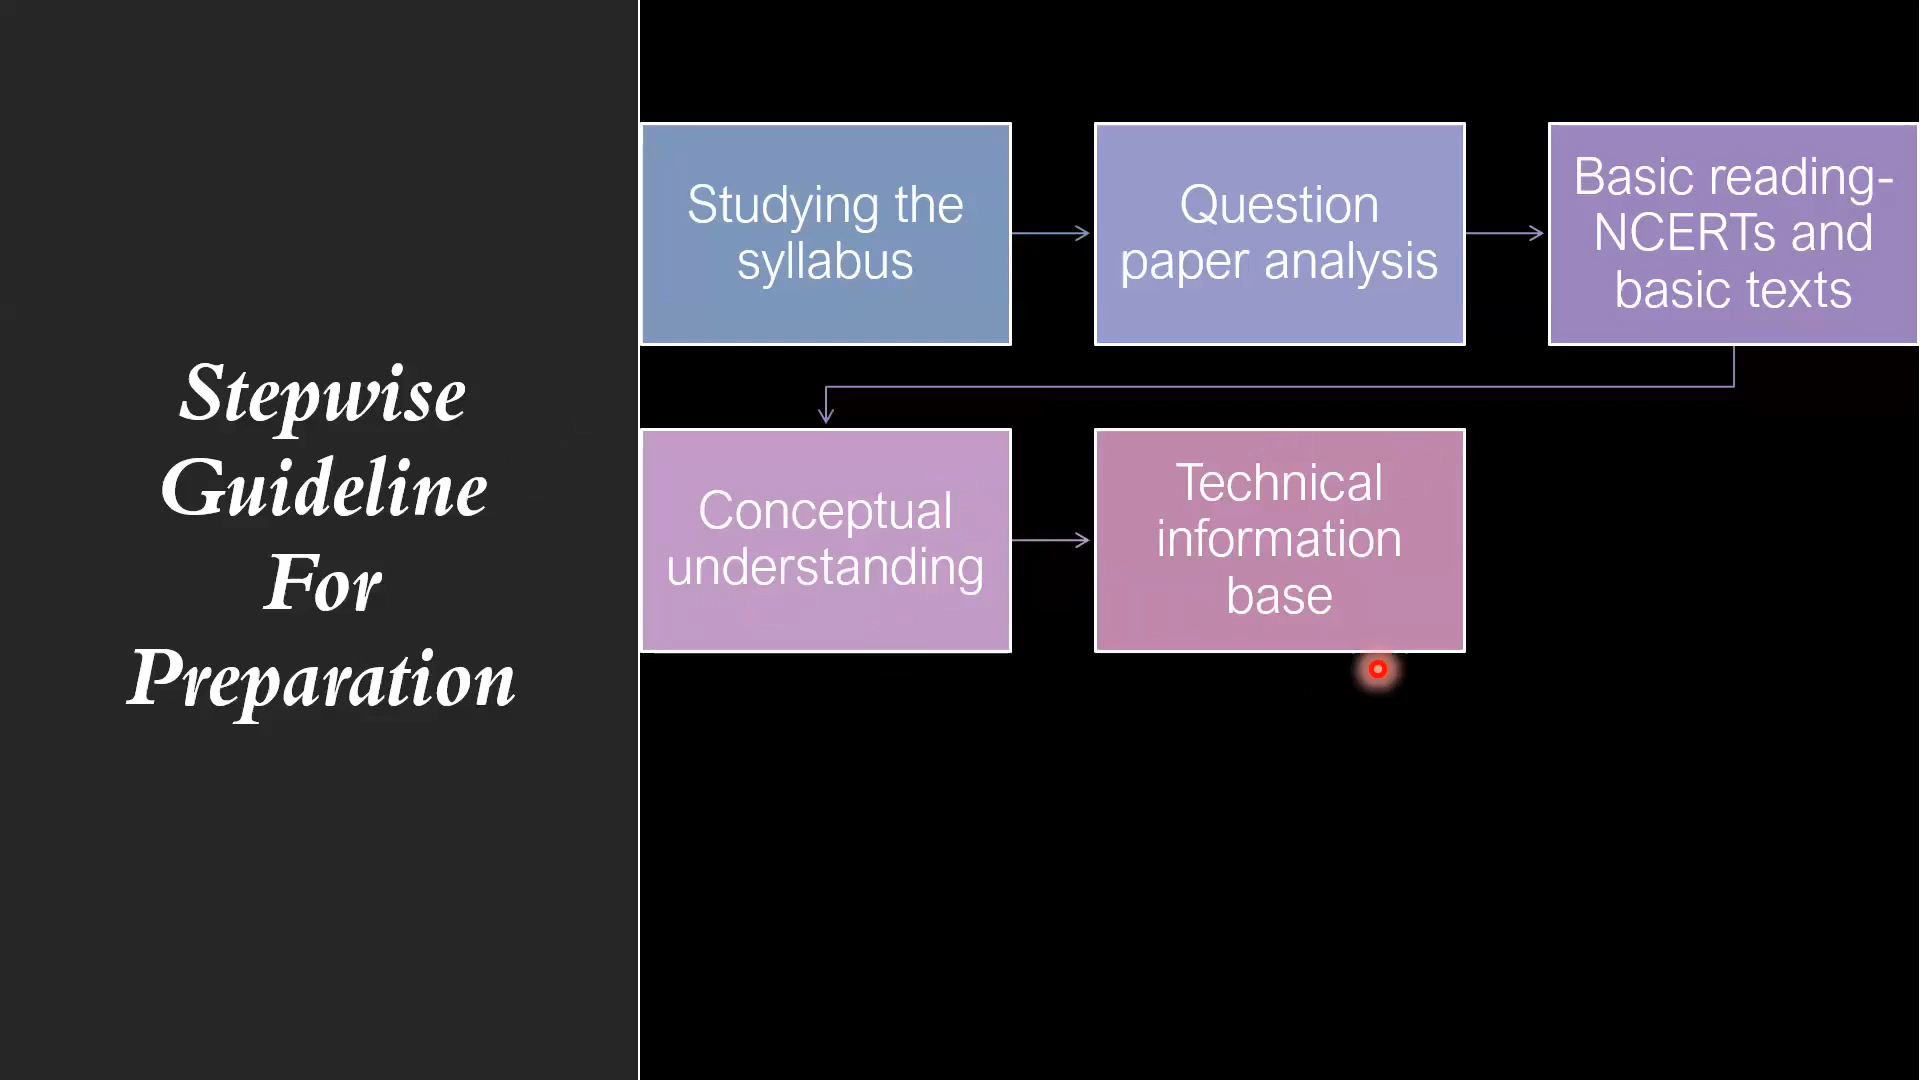 Stepwise
Guideline
For
Preparation
Studying the
syllabus
Question
paper analysis
Basic reading-
NCERTs and
basic texts
Conceptual
understanding
Technical
information
base